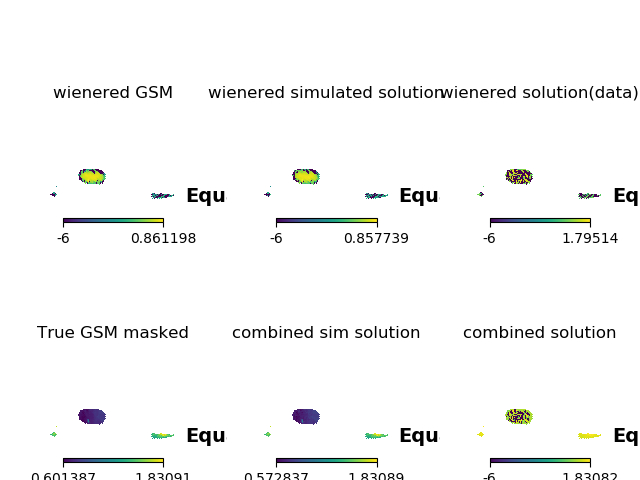 wienered GSM
wienered simulated solution
wienered solution(data)
Equ
Equ
Eq
-6
0.861198
-6
0.857739
-6
1.79514
True GSM masked
combined sim solution
combined solution
Equ
Equ
Eq
0.601387
1.83091
0.572837
1.83089
-6
1.83082